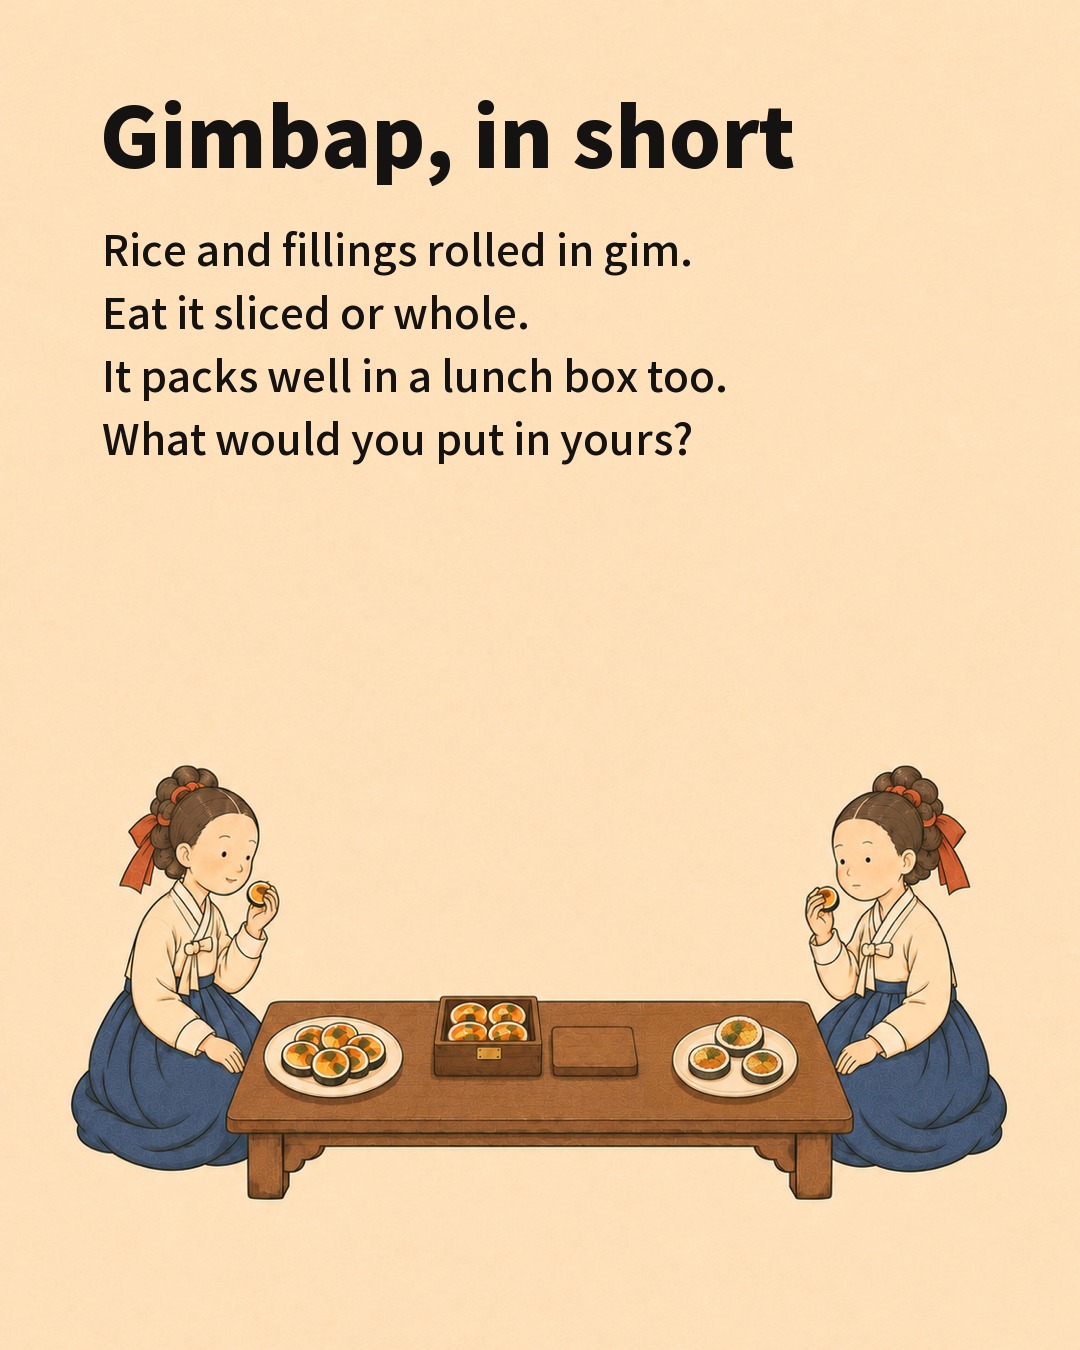 Gimbap, in short
Rice and fillings rolled in gim.
Eat it sliced or whole.
It packs well in a lunch box too.
What would you put in yours?